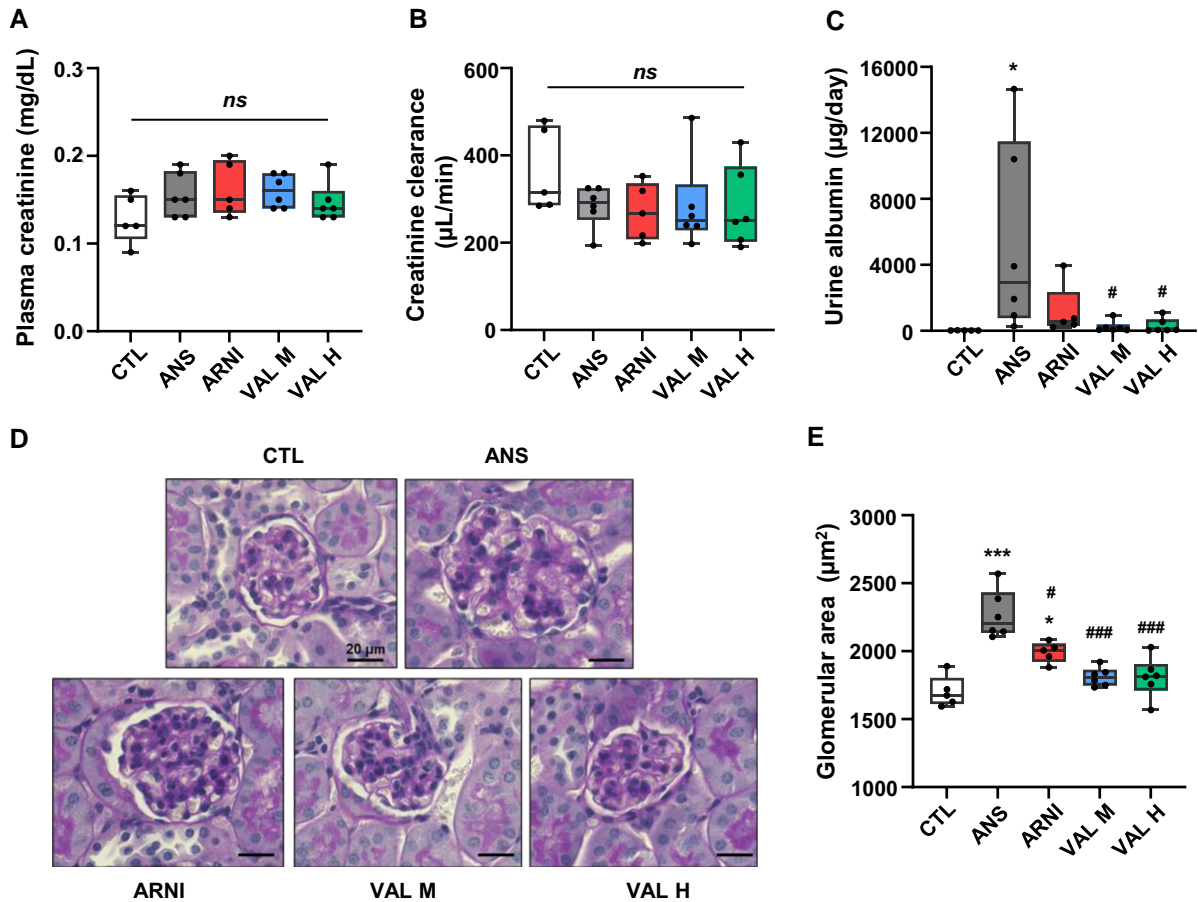 A
Plasma creatinine (mg/dL)
0.3
0.2
0.1
0.0
ns
CTL
ANS
ARNI
VAL M
VAL H
B
Creatinine clearance
(µL/min)
600
400
200
0
ns
CTL
ANS
ARNI
VAL M
VAL H
C
Urine albumin (µg/day)
16000
12000
8000
4000
0
*
#
#
CTL
ANS
ARNI
VAL M
VAL H
D
CTL
ANS
20 µm
ARNI
VAL M
VAL H
E
Glomerular area (µm²)
3000
2500
2000
1500
1000
***
#
*
###
###
CTL
ANS
ARNI
VAL M
VAL H